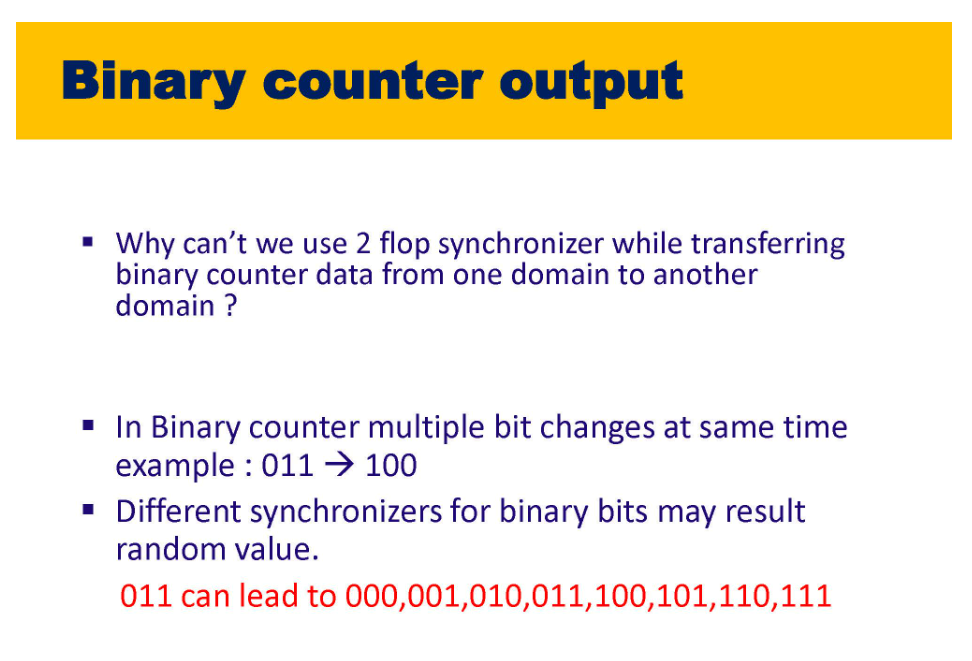 Binary counter output
▪ Why can’t we use 2 flop synchronizer while transferring
binary counter data from one domain to another
domain ?
▪ In Binary counter multiple bit changes at same time
example : 011 → 100
▪ Different synchronizers for binary bits may result
random value.
011 can lead to 000,001,010,011,100,101,110,111